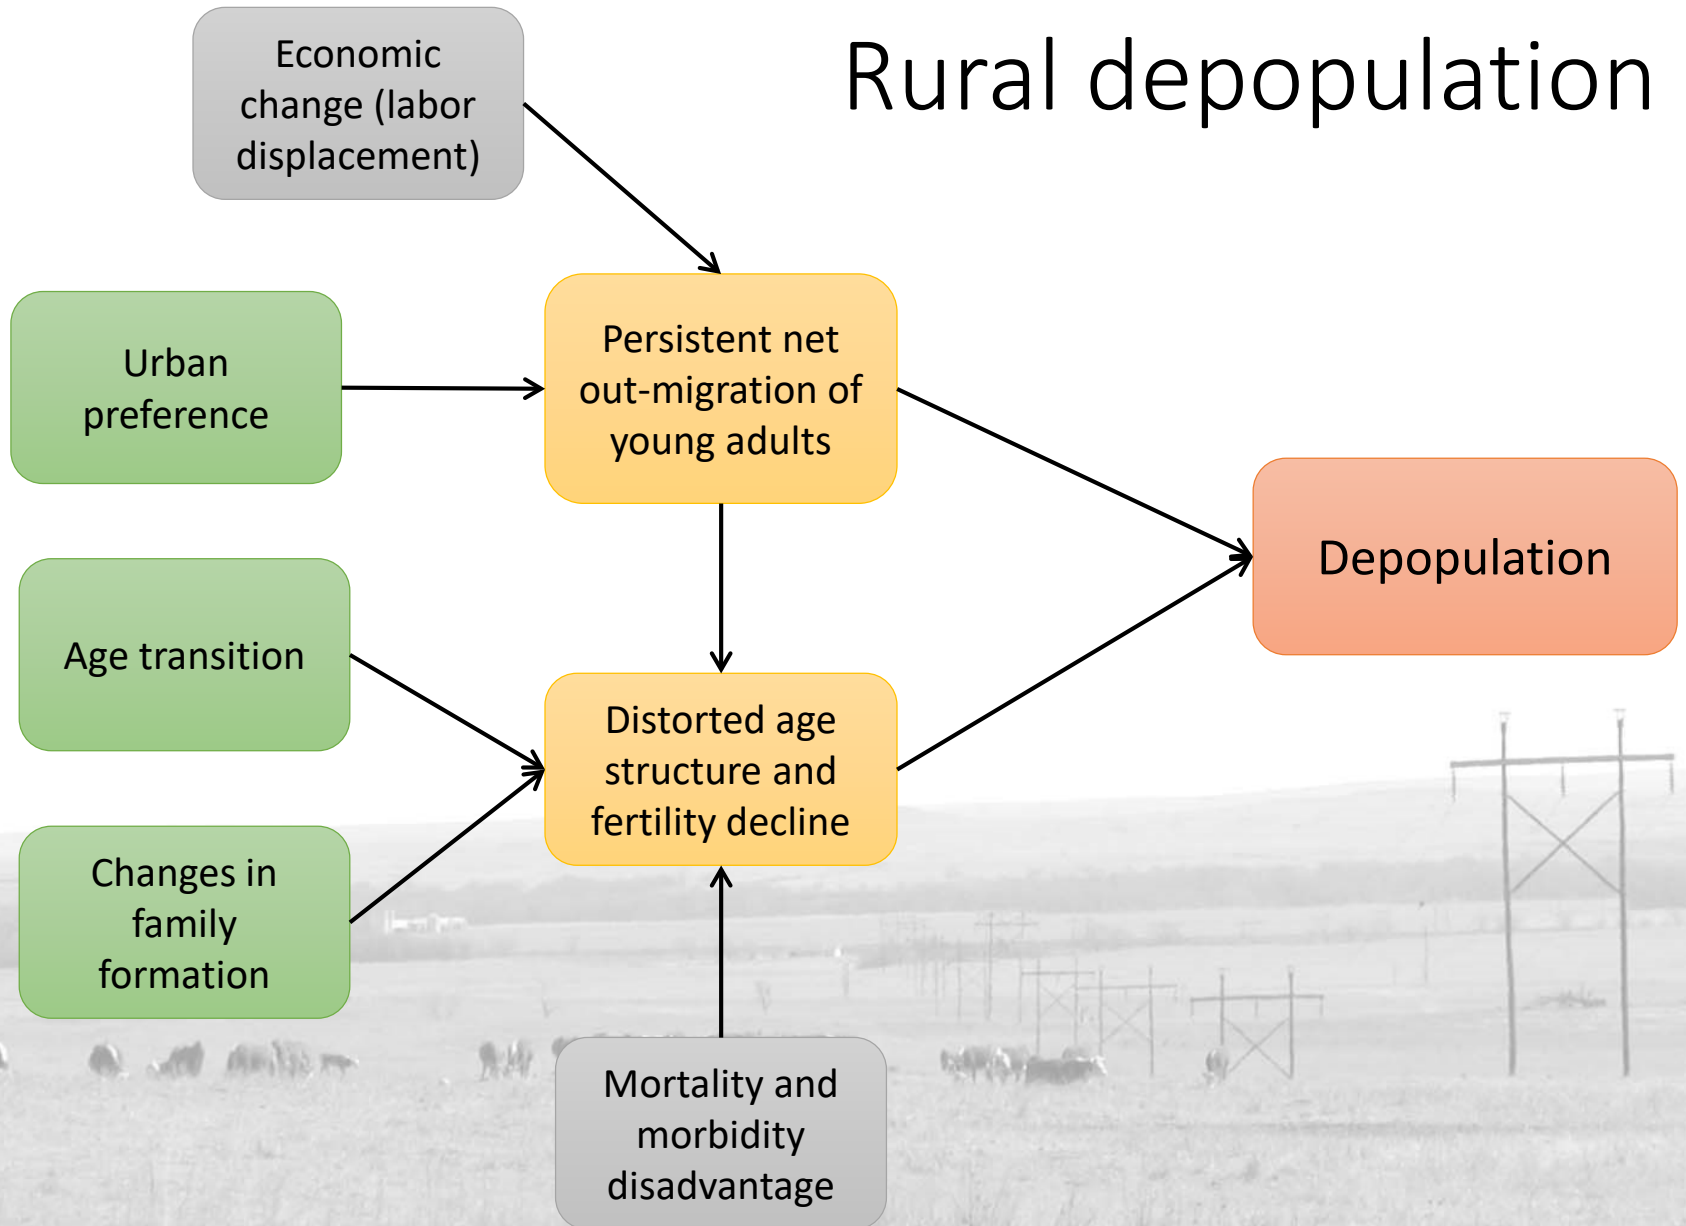 Rural depopulation
Economic
change (labor
displacement)
Urban
preference
Persistent net
out-migration of
young adults
Depopulation
Age transition
Distorted age
structure and
fertility decline
Changes in
family
formation
Mortality and
morbidity
disadvantage